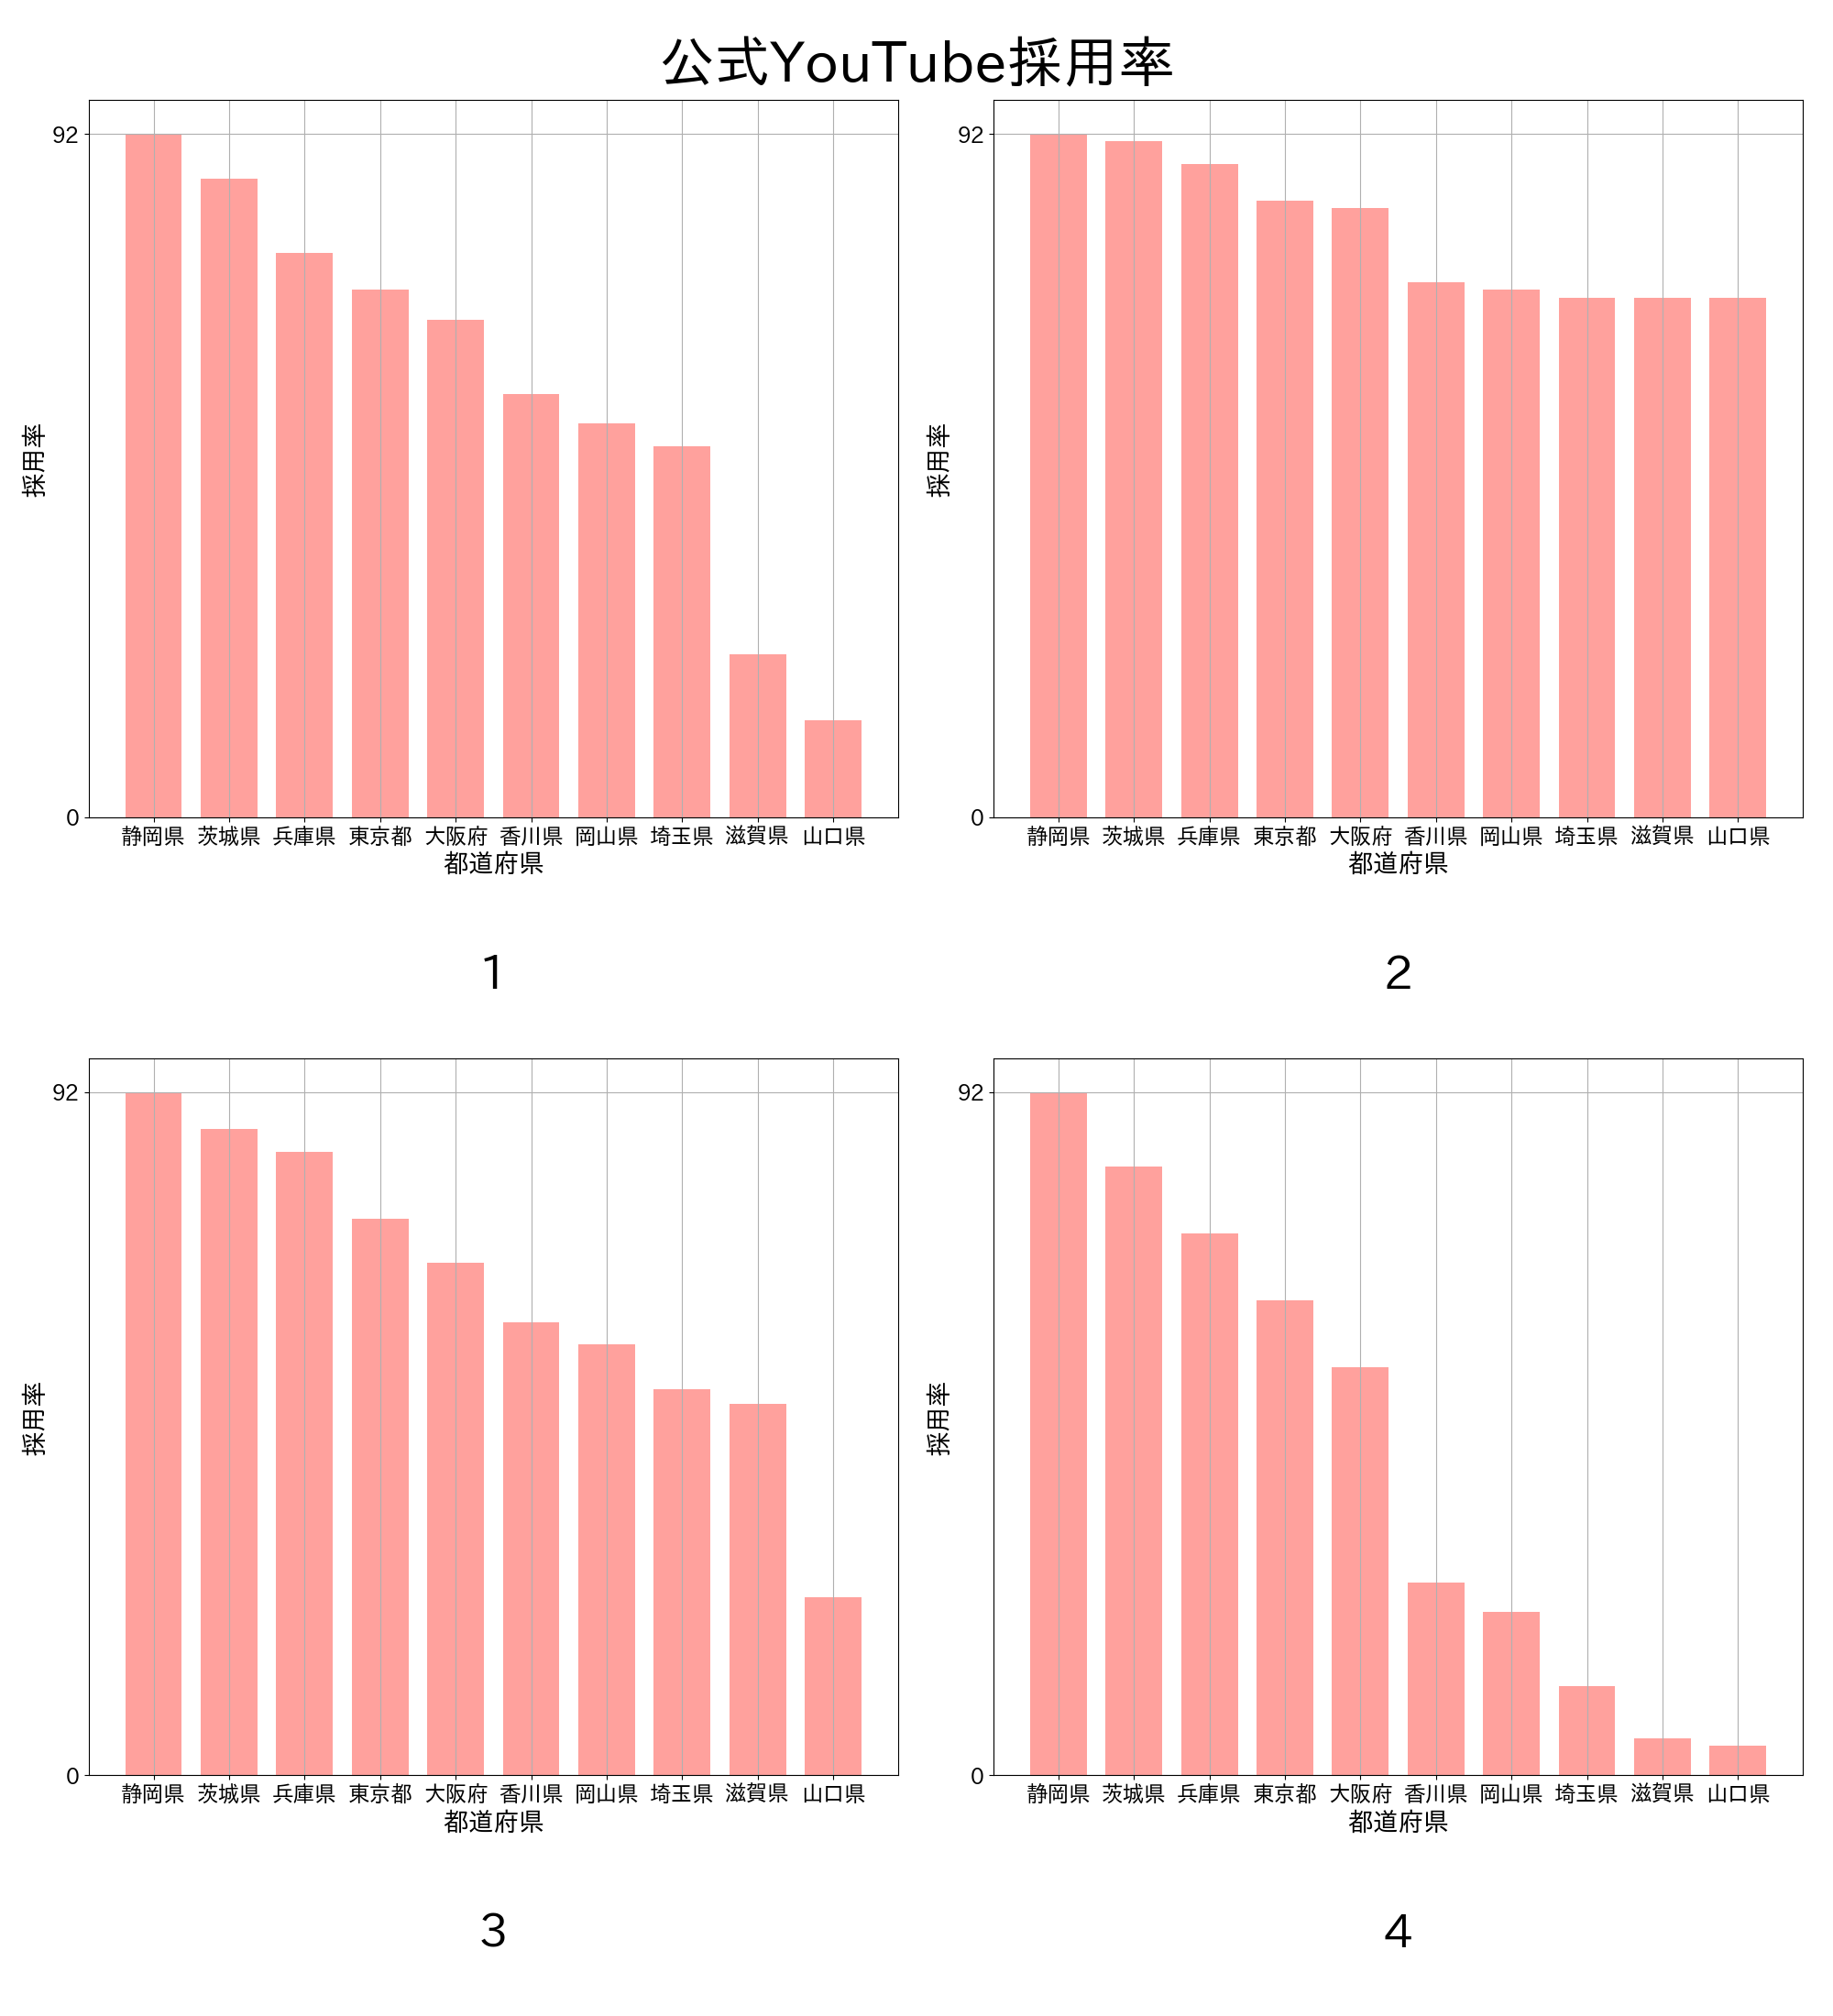 公式YouTube採用率
92
0
採用率
静岡県 茨城県 兵庫県 東京都 大阪府 香川県 岡山県 埼玉県 滋賀県 山口県
都道府県
1
92
0
採用率
静岡県 茨城県 兵庫県 東京都 大阪府 香川県 岡山県 埼玉県 滋賀県 山口県
都道府県
2
92
0
採用率
静岡県 茨城県 兵庫県 東京都 大阪府 香川県 岡山県 埼玉県 滋賀県 山口県
都道府県
3
92
0
採用率
静岡県 茨城県 兵庫県 東京都 大阪府 香川県 岡山県 埼玉県 滋賀県 山口県
都道府県
4